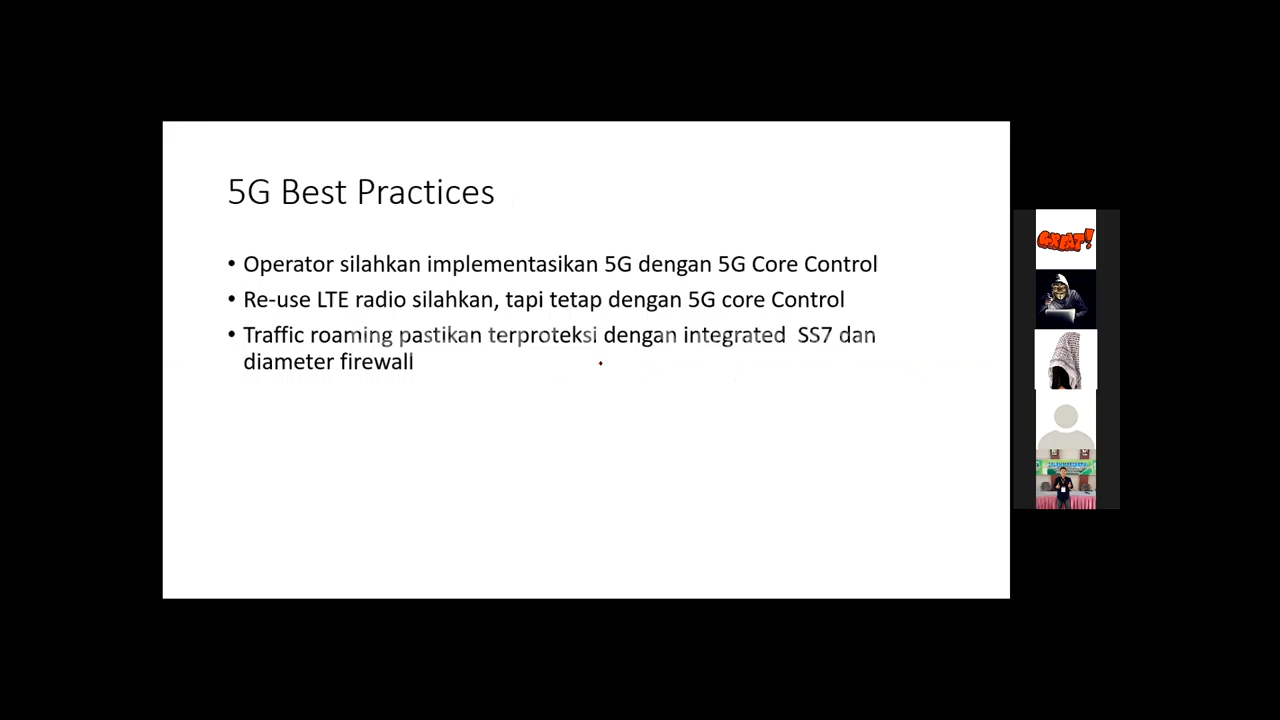 5G Best Practices
• Operator silahkan implementasikan 5G dengan 5G Core Control
• Re-use LTE radio silahkan, tapi tetap dengan 5G core Control
• Traffic roaming pastikan terproteksi dengan integrated  SS7 dan
diameter firewall
GREAT!